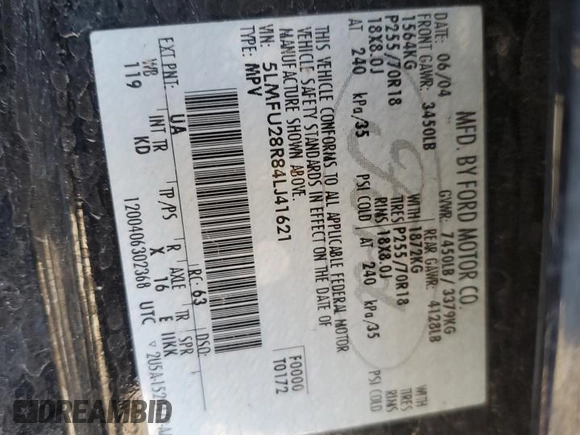 MFD. BY FORD MOTOR CO.
DATE: 06/04 GVWR: 7450LB/ 3379KG
FRONT GAWR: 3450LB REAR GAWR: 4128LB
1564KG WITH 1872KG WITH
P255/70R18 TIRES P255/70R18 TIRES
18X8.0J RIMS 18X8.0J RIMS
AT 240 kPa/35 PSI COLD AT 240 kPa/35 PSI COLD
THIS VEHICLE CONFORMS TO ALL APPLICABLE FEDERAL MOTOR
VEHICLE SAFETY STANDARDS IN EFFECT ON THE DATE OF
MANUFACTURE SHOWN ABOVE.
VIN: 5LMFU28R84LJ41621
TYPE: MPV
F0000
T0172
EXT PNT: UA RC: 63 DSO:
WB INT TR TP/PS R AXLE TR SPR
119 KD X 16 E KK
1200406302368 UTC
DREAMBID